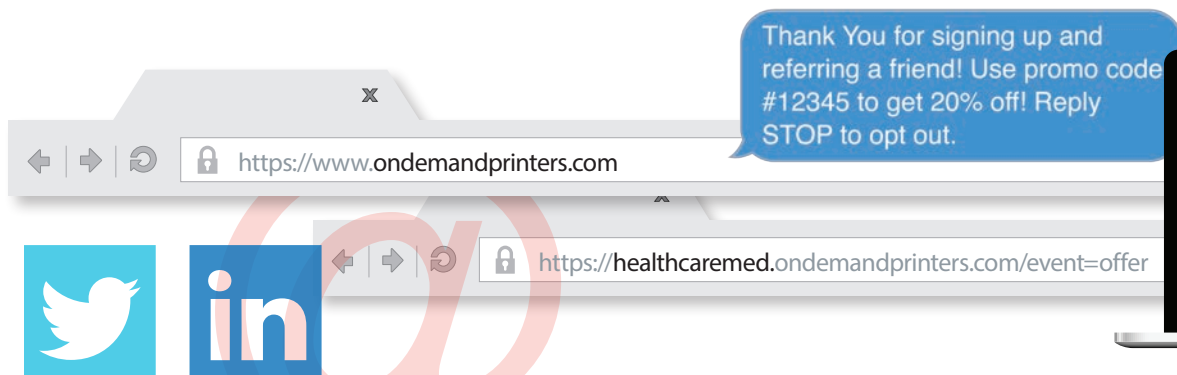 Thank You for signing up and
referring a friend! Use promo code
#12345 to get 20% off! Reply
STOP to opt out.
x
https://www.ondemandprinters.com
x
https://healthcaremed.ondemandprinters.com/event=offer
in
@